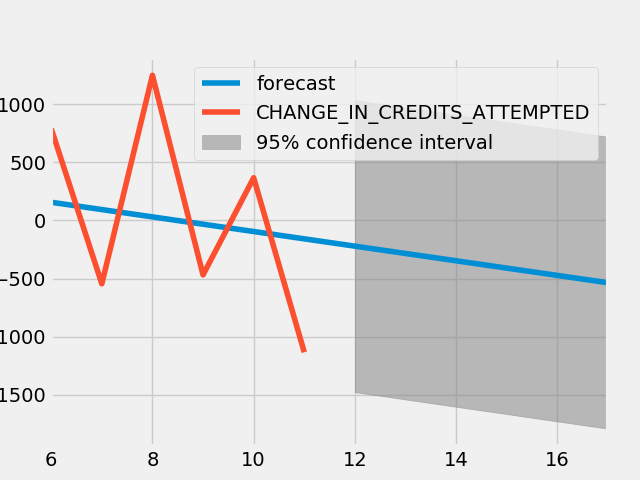 forecast
CHANGE_IN_CREDITS_ATTEMPTED
95% confidence interval
1000
500
0
−500
1000
1500
6 8 10 12 14 16